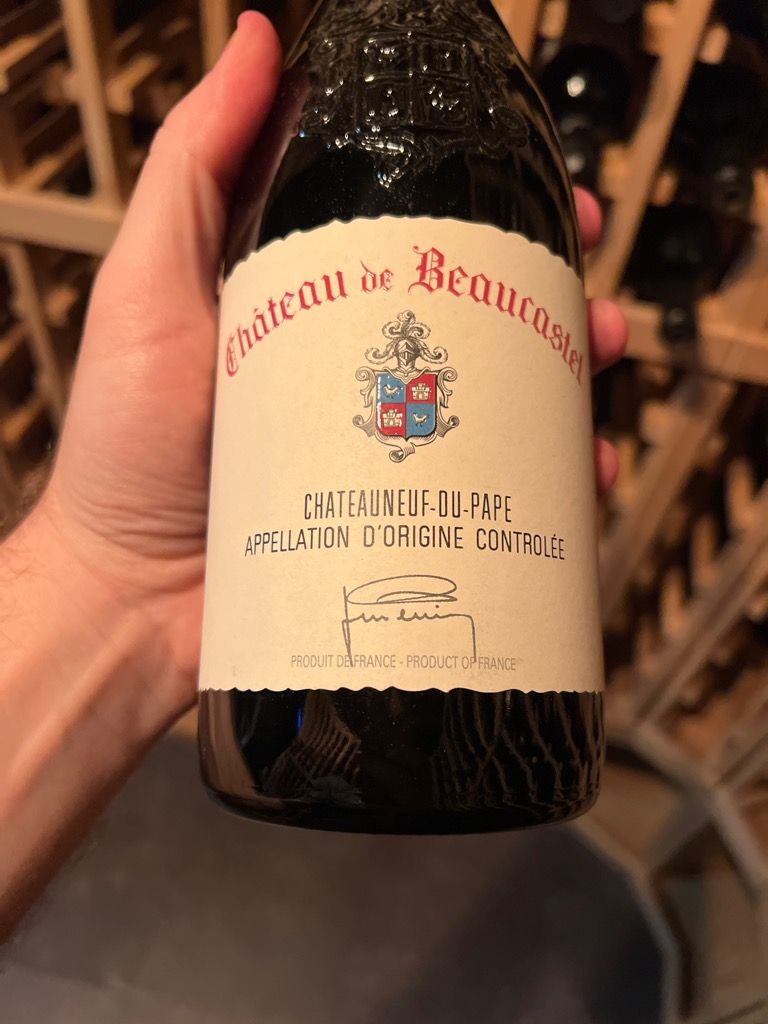 Château de Beaucastel
CHATEAUNEUF-DU-PAPE
APPELLATION D'ORIGINE CONTROLÉE
PRODUIT DE FRANCE - PRODUCT OF FRANCE